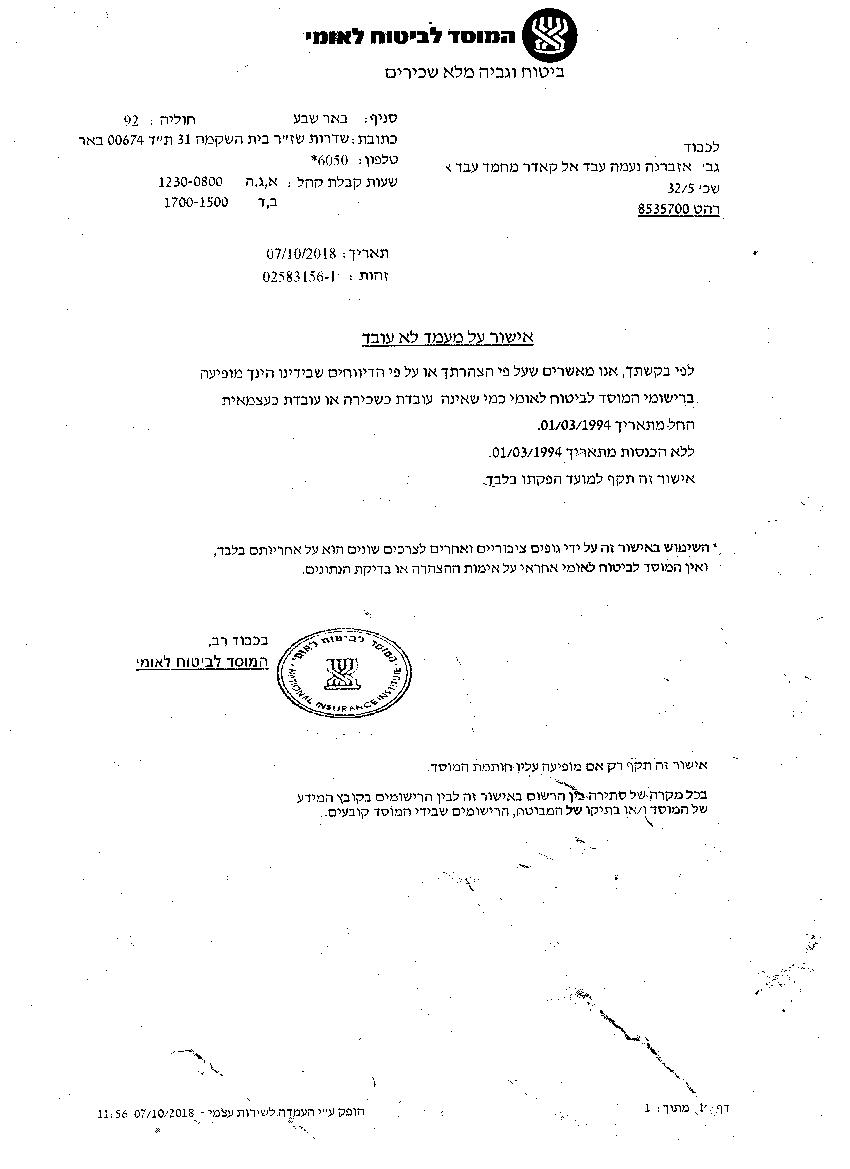 המוסד לביטוח לאומי
ביטוח וגביה מלא שכירים
סניף: באר שבע חוליה : 92
כתובת: שדרות שז״ר בית השקמה 31 ת״ד 00674 באר
טלפון: 6050*
שעות קבלת קהל : א,ג,ה 1230-0800
ב,ד 1700-1500
לכבוד
גבי אזברגה נעמה עבד אל קאדר מחמד עבד א
שכי 32/5
רהט 8535700
תאריך: 07/10/2018
זהות : 02583156-1
אישור על מעמד לא עובד
לפי בקשתך, אנו מאשרים שעל פי הצהרתך או על פי הדיווחים שבידינו הינך מופיעה
ברישומי המוסד לביטוח לאומי כמי שאינה עובדת כשכירה או עובדת כעצמאית
החל מתאריך 01/03/1994.
ללא הכנסות מתאריך 01/03/1994.
אישור זה תקף למועד הפקתו בלבד.
* השימוש באישור זה על ידי גופים ציבוריים ואחרים לצרכים שונים הוא על אחריותם בלבד,
ואין המוסד לביטוח לאומי אחראי על אימות ההצהרה או בדיקת הנתונים.
בכבוד רב,
המוסד לביטוח לאומי
המוסד לביטוח לאומי
NATIONAL INSURANCE INSTITUTE
אישור זה תקף רק אם מופיעה עליו חותמת המוסד.
בכל מקרה של סתירה בין הרשום באישור זה לבין הרישומים בקובץ המידע
של המוסד ו/או בתיקו של המבוטח, הרישומים שבידי המוסד קובעים.
דף: 1 מתוך: 1
הופק ע״י העמדה לשירות עצמי - 07/10/2018 11:56